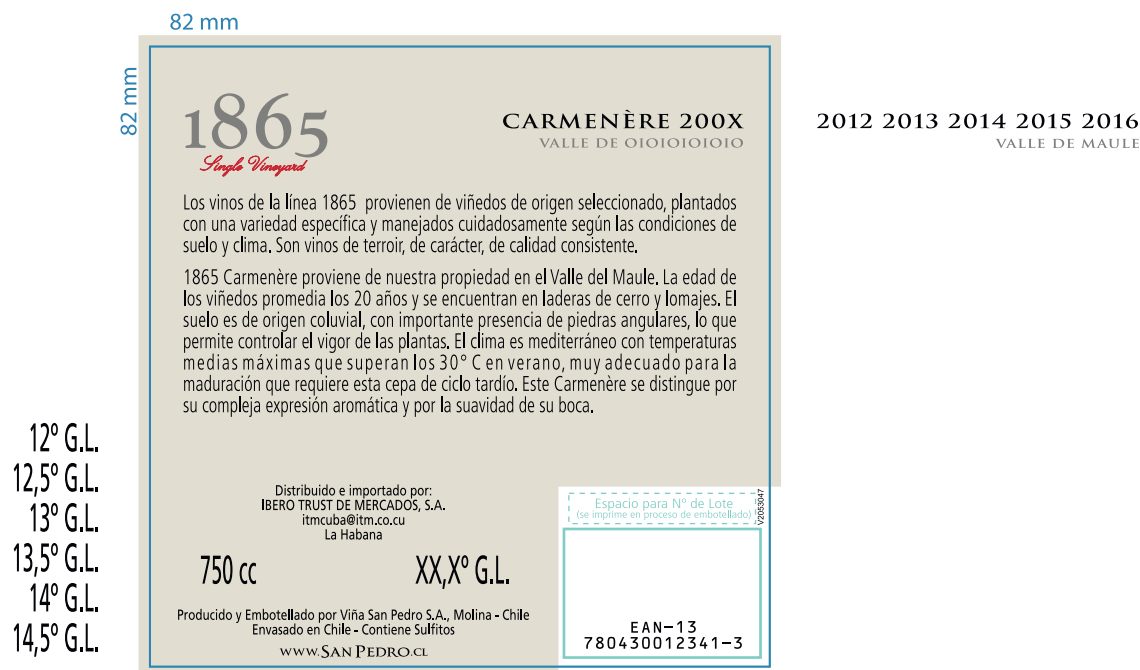 82 mm
82 mm
1865
Single Vineyard
CARMENÈRE 200X
VALLE DE OIOIOIOIOIO
2012 2013 2014 2015 2016
VALLE DE MAULE
Los vinos de la línea 1865 provienen de viñedos de origen seleccionado, plantados
con una variedad específica y manejados cuidadosamente según las condiciones de
suelo y clima. Son vinos de terroir, de carácter, de calidad consistente.
1865 Carmenère proviene de nuestra propiedad en el Valle del Maule. La edad de
los viñedos promedia los 20 años y se encuentran en laderas de cerro y lomajes. El
suelo es de origen coluvial, con importante presencia de piedras angulares, lo que
permite controlar el vigor de las plantas. El clima es mediterráneo con temperaturas
medias máximas que superan los 30° C en verano, muy adecuado para la
maduración que requiere esta cepa de ciclo tardío. Este Carmenère se distingue por
su compleja expresión aromática y por la suavidad de su boca.
12º G.L.
12,5º G.L.
13º G.L.
13,5º G.L.
14º G.L.
14,5º G.L.
Distribuido e importado por:
IBERO TRUST DE MERCADOS, S.A.
itmcuba@itm.co.cu
La Habana
750 cc
XX,Xº G.L.
Producido y Embotellado por Viña San Pedro S.A., Molina - Chile
Envasado en Chile - Contiene Sulfitos
www.SAN PEDRO.CL
Espacio para Nº de Lote
(se imprime en proceso de embotellado)
V2053047
EAN-13
780430012341-3